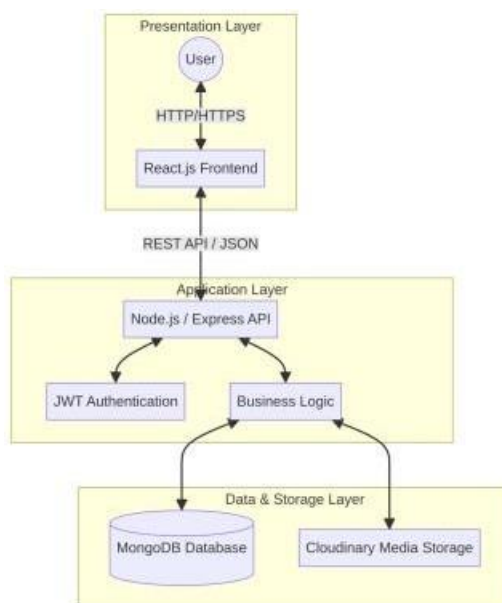 Presentation Layer
User
HTTP/HTTPS
React.js Frontend
REST API / JSON
Application Layer
Node.js / Express API
JWT Authentication
Business Logic
Data & Storage Layer
MongoDB Database
Cloudinary Media Storage